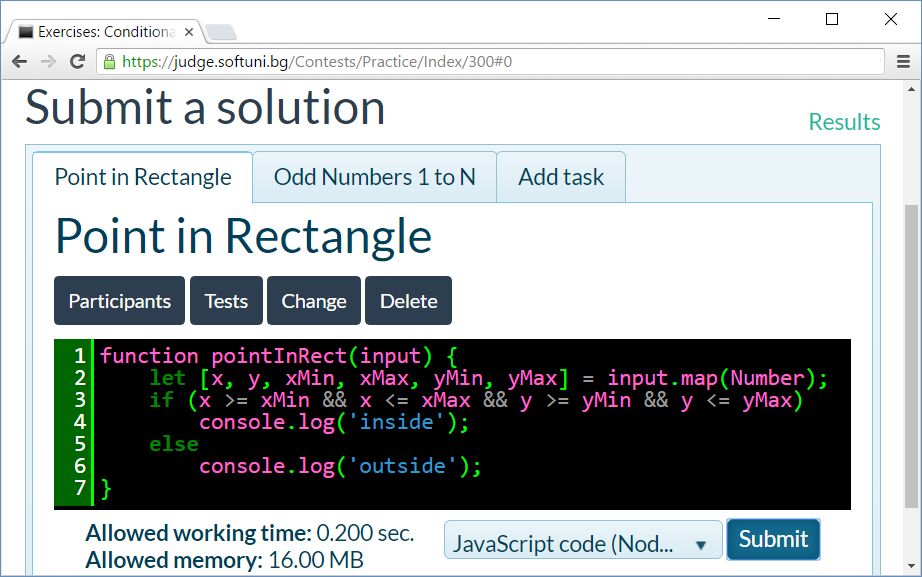 Exercises: Conditiona
https://judge.softuni.bg/Contests/Practice/Index/300#0
Submit a solution
Results
Point in Rectangle
Odd Numbers 1 to N
Add task
Point in Rectangle
Participants
Tests
Change
Delete
1 function pointInRect(input) {
2     let [x, y, xMin, xMax, yMin, yMax] = input.map(Number);
3     if (x >= xMin && x <= xMax && y >= yMin && y <= yMax)
4         console.log('inside');
5     else
6         console.log('outside');
7 }
Allowed working time: 0.200 sec.
Allowed memory: 16.00 MB
JavaScript code (Nod...
Submit